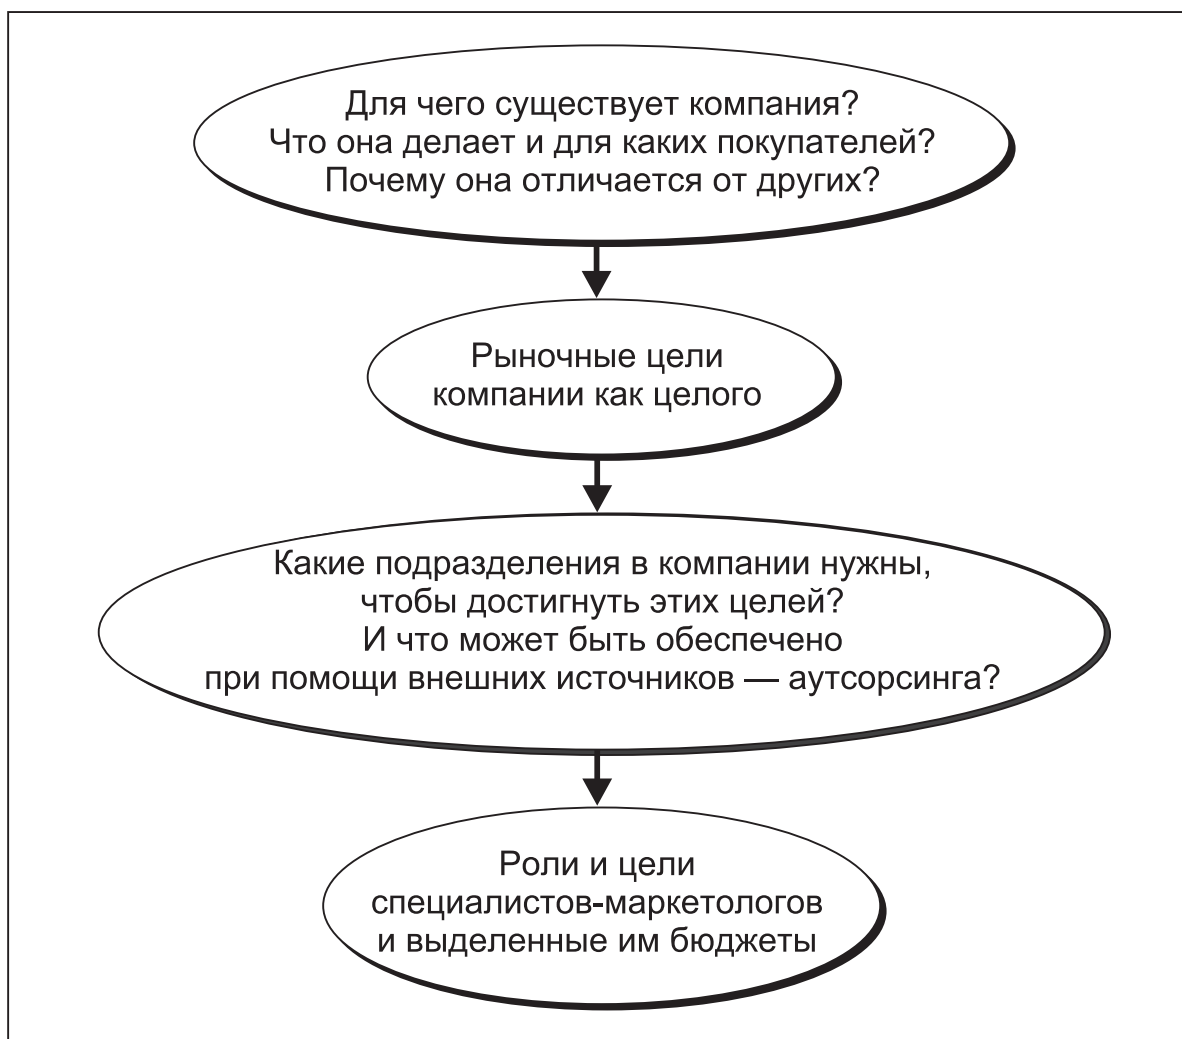 Для чего существует компания?
Что она делает и для каких покупателей?
Почему она отличается от других?
Рыночные цели
компании как целого
Какие подразделения в компании нужны,
чтобы достигнуть этих целей?
И что может быть обеспечено
при помощи внешних источников — аутсорсинга?
Роли и цели
специалистов-маркетологов
и выделенные им бюджеты